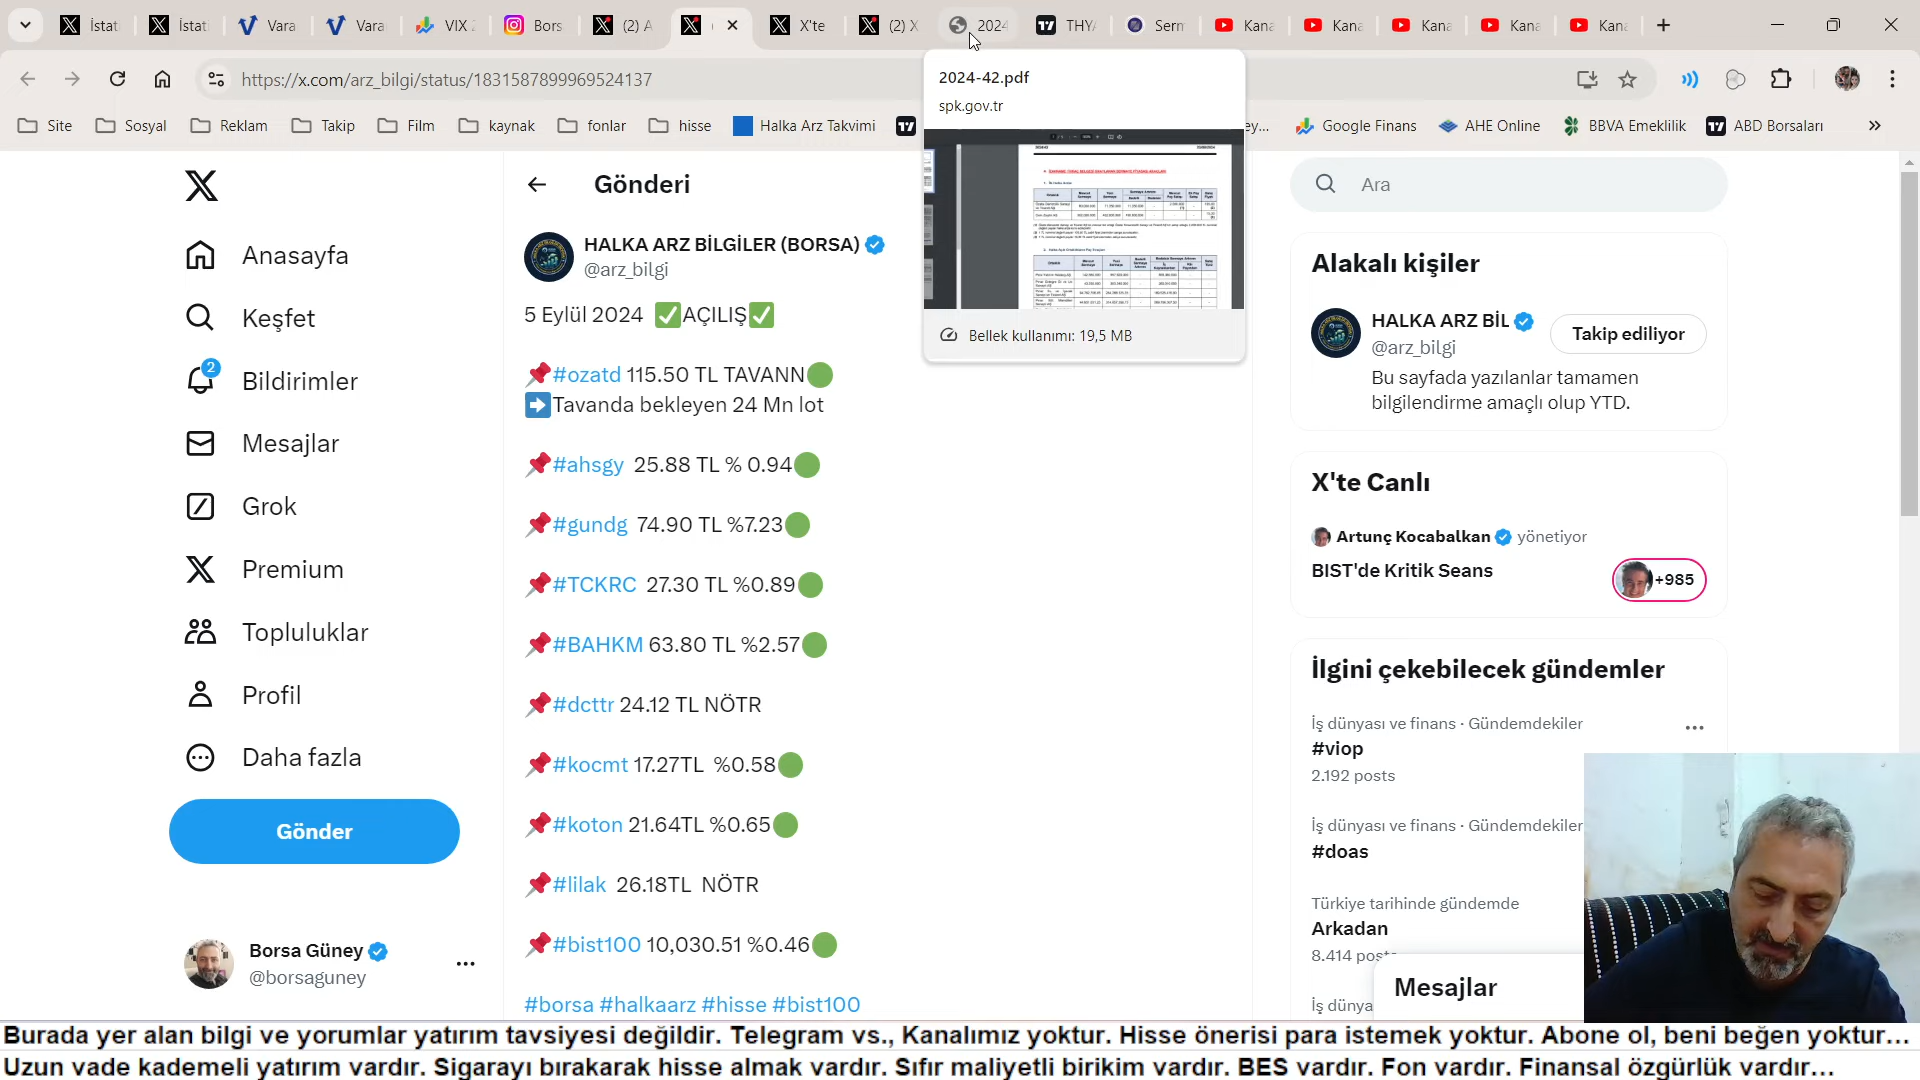 İstat
İstat
Vara
Vara
VIX 2
Bors
(2) A
X'te
(2) X
2024
THYA
Serm
Kana
Kana
Kana
Kana
Kana
https://x.com/arz_bilgi/status/1831587899969524137
2024-42.pdf
spk.gov.tr
Bellek kullanımı: 19,5 MB
Site
Sosyal
Reklam
Takip
Film
kaynak
fonlar
hisse
Halka Arz Takvimi
ey...
Google Finans
AHE Online
BBVA Emeklilik
ABD Borsaları
Anasayfa
Keşfet
2
Bildirimler
Mesajlar
Grok
Premium
Topluluklar
Profil
Daha fazla
Gönder
Borsa Güney
@borsaguney
Gönderi
HALKA ARZ BİLGİLER (BORSA)
@arz_bilgi
5 Eylül 2024 ✅AÇILIŞ✅
📌#ozatd 115.50 TL TAVANN🟢
➡️Tavanda bekleyen 24 Mn lot
📌#ahsgy 25.88 TL % 0.94🟢
📌#gundg 74.90 TL %7.23🟢
📌#TCKRC 27.30 TL %0.89🟢
📌#BAHKM 63.80 TL %2.57🟢
📌#dcttr 24.12 TL NÖTR
📌#kocmt 17.27TL %0.58🟢
📌#koton 21.64TL %0.65🟢
📌#lilak 26.18TL NÖTR
📌#bist100 10,030.51 %0.46🟢
#borsa #halkaarz #hisse #bist100
Ara
Alakalı kişiler
HALKA ARZ BİL
@arz_bilgi
Takip ediliyor
Bu sayfada yazılanlar tamamen
bilgilendirme amaçlı olup YTD.
X'te Canlı
Artunç Kocabalkan yönetiyor
BIST'de Kritik Seans
+985
İlgini çekebilecek gündemler
İş dünyası ve finans · Gündemdekiler
#viop
2.192 posts
İş dünyası ve finans · Gündemdekiler
#doas
Türkiye tarihinde gündemde
Arkadan
8.414 posts
İş dünya
Mesajlar
Burada yer alan bilgi ve yorumlar yatırım tavsiyesi değildir. Telegram vs., Kanalımız yoktur. Hisse önerisi para istemek yoktur. Abone ol, beni beğen yoktur...
Uzun vade kademeli yatırım vardır. Sigarayı bırakarak hisse almak vardır. Sıfır maliyetli birikim vardır. BES vardır. Fon vardır. Finansal özgürlük vardır...